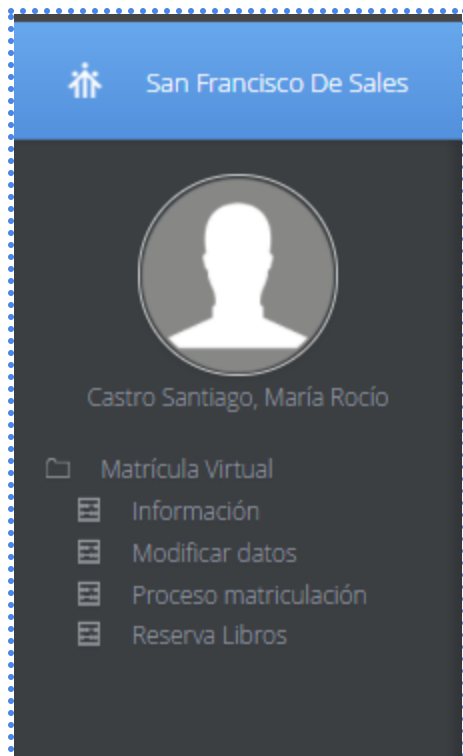 San Francisco De Sales
Castro Santiago, María Rocío
Matrícula Virtual
Información
Modificar datos
Proceso matriculación
Reserva Libros